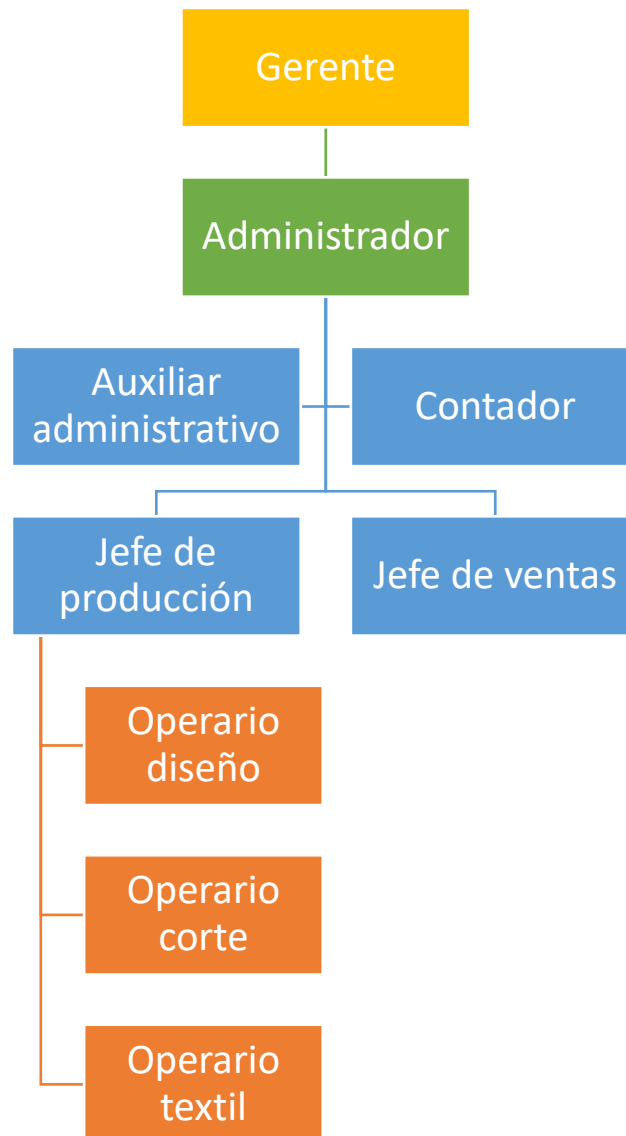 Gerente
Administrador
Auxiliar
administrativo
Contador
Jefe de
producción
Jefe de ventas
Operario
diseño
Operario
corte
Operario
textil